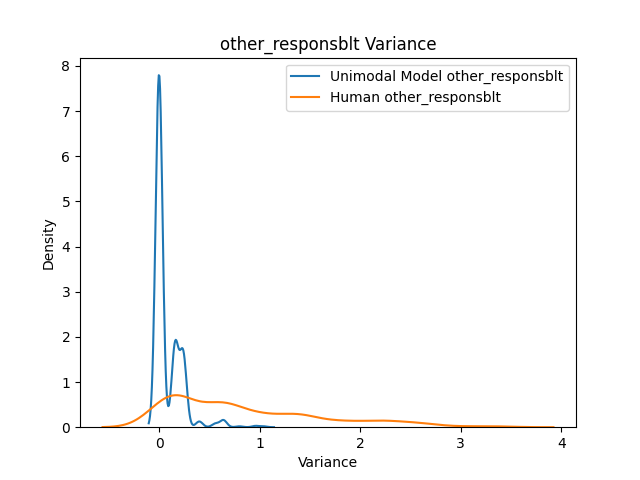 other_responsblt Variance
Unimodal Model other_responsblt
Human other_responsblt
8
7
6
5
4
3
2
1
0
Density
0 1 2 3 4
Variance